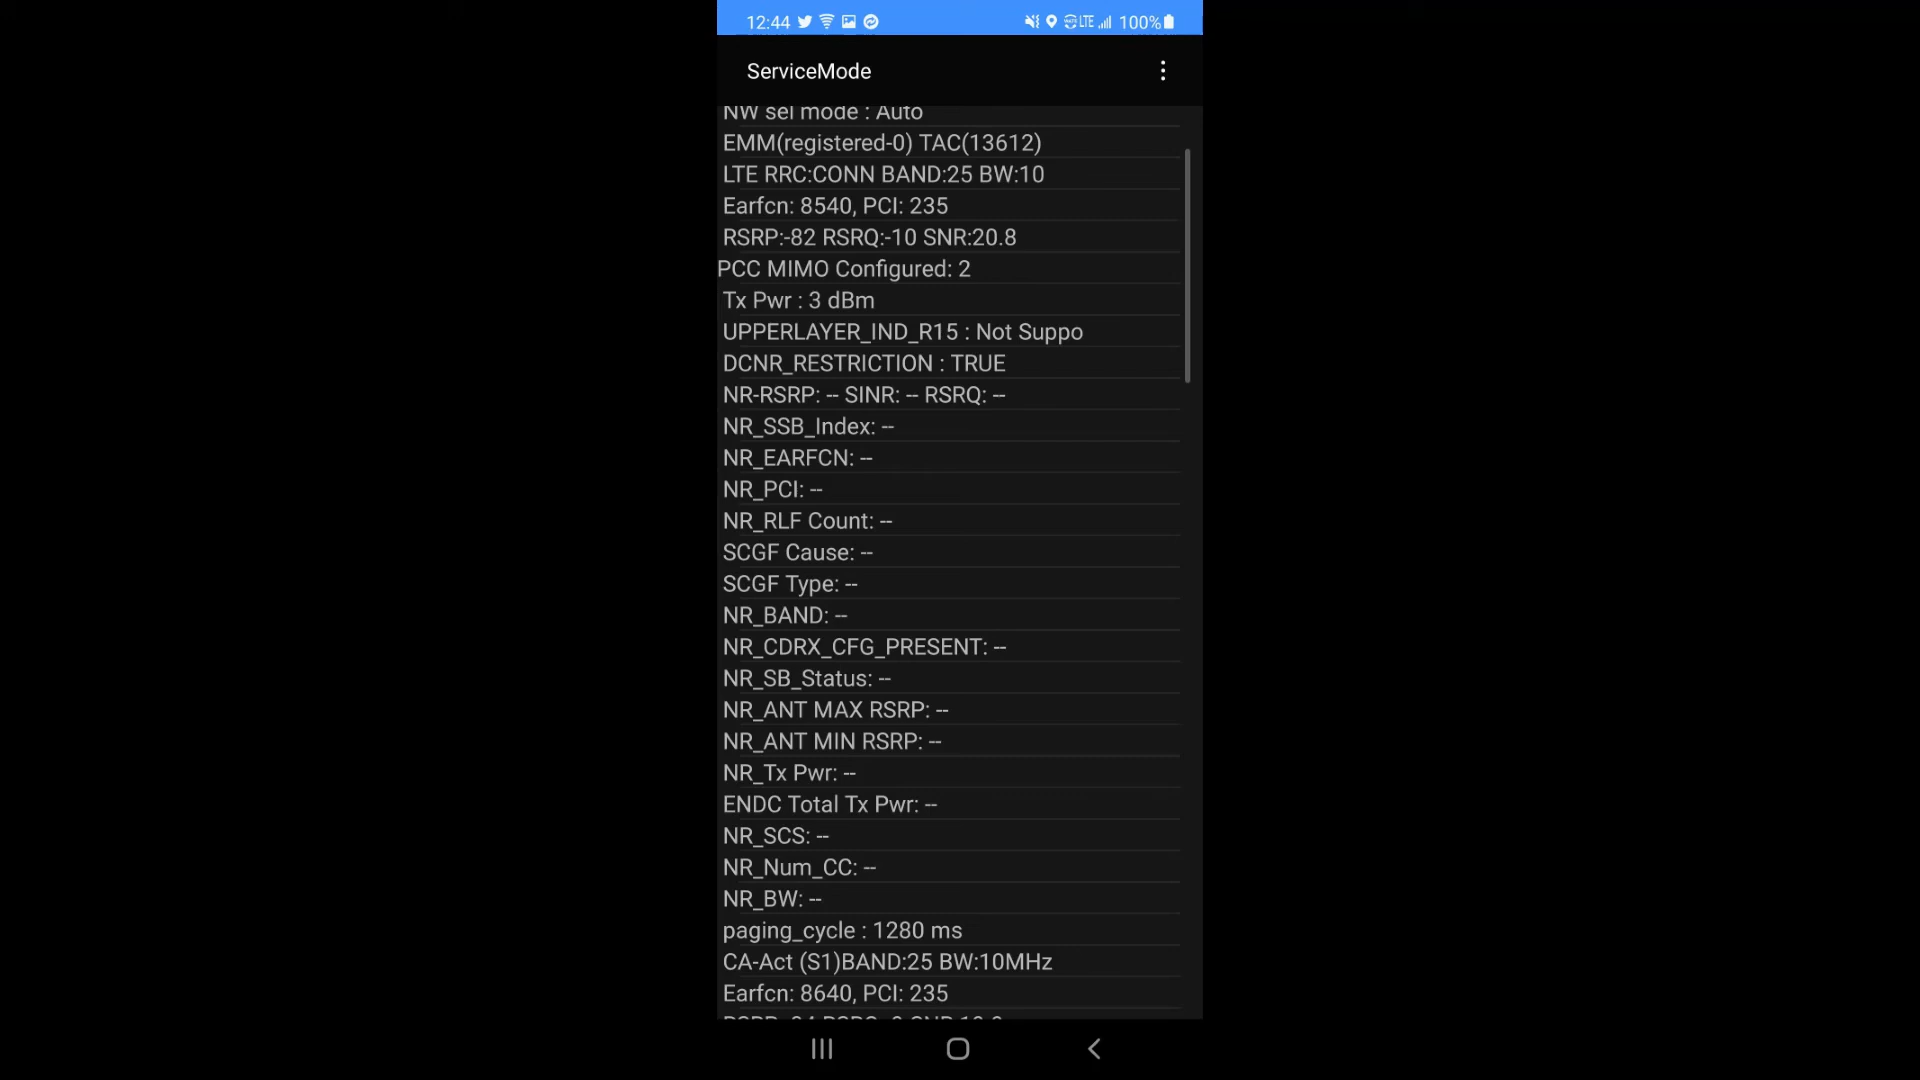 12:44 LTE 100%
ServiceMode
NW sel mode : Auto
EMM(registered-0) TAC(13612)
LTE RRC:CONN BAND:25 BW:10
Earfcn: 8540, PCI: 235
RSRP:-82 RSRQ:-10 SNR:20.8
PCC MIMO Configured: 2
Tx Pwr : 3 dBm
UPPERLAYER_IND_R15 : Not Suppo
DCNR_RESTRICTION : TRUE
NR-RSRP: -- SINR: -- RSRQ: --
NR_SSB_Index: --
NR_EARFCN: --
NR_PCI: --
NR_RLF Count: --
SCGF Cause: --
SCGF Type: --
NR_BAND: --
NR_CDRX_CFG_PRESENT: --
NR_SB_Status: --
NR_ANT MAX RSRP: --
NR_ANT MIN RSRP: --
NR_Tx Pwr: --
ENDC Total Tx Pwr: --
NR_SCS: --
NR_Num_CC: --
NR_BW: --
paging_cycle : 1280 ms
CA-Act (S1)BAND:25 BW:10MHz
Earfcn: 8640, PCI: 235